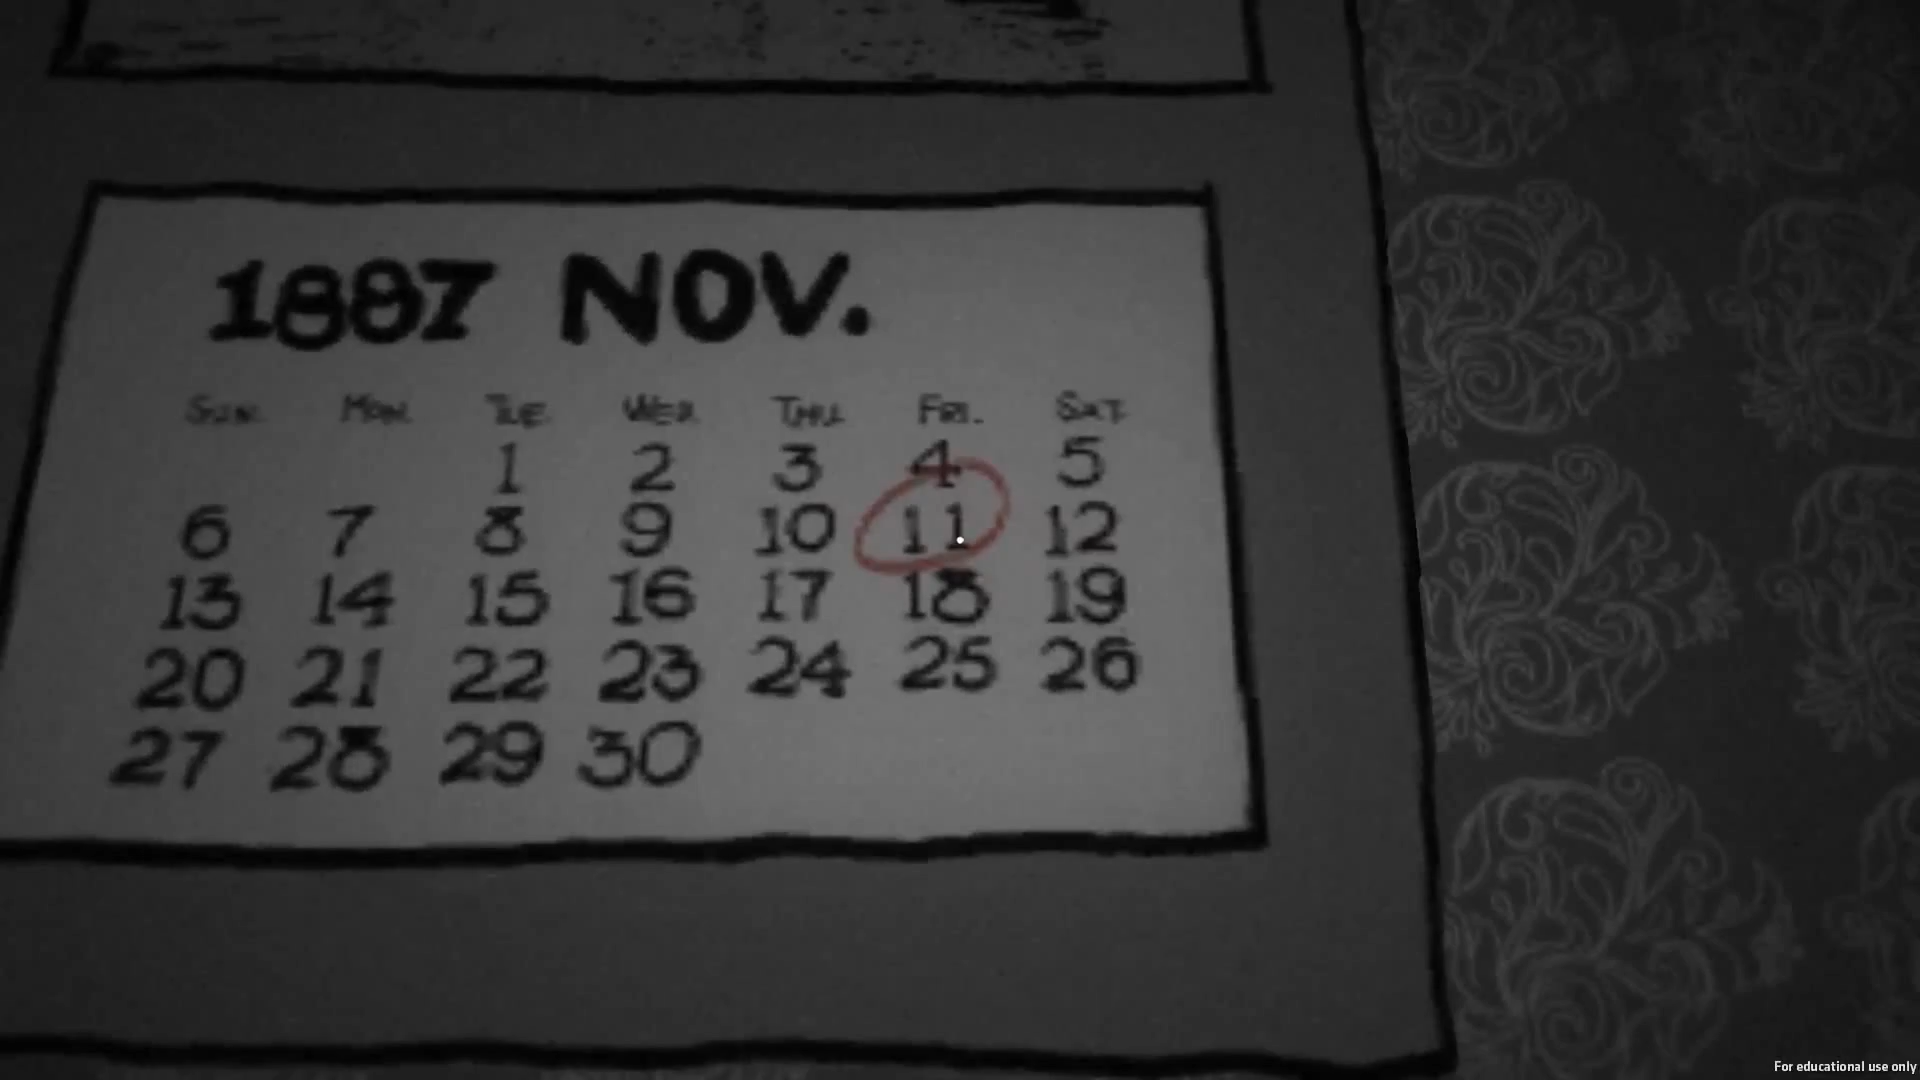 1887 NOV.
SUN. MON. TUE. WED. THU. FRI. SAT.
1 2 3 4 5
6 7 8 9 10 11 12
13 14 15 16 17 18 19
20 21 22 23 24 25 26
27 28 29 30
For educational use only